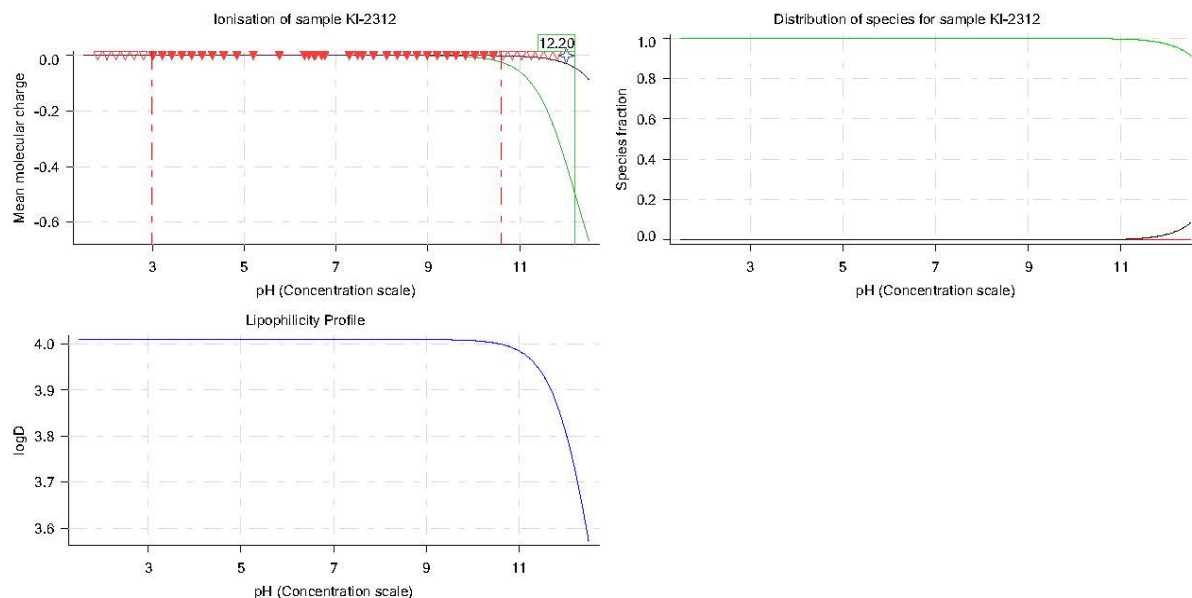 Ionisation of sample KI-2312
12.20
0.0
-0.2
-0.4
-0.6
Mean molecular charge
3 5 7 9 11
pH (Concentration scale)
Distribution of species for sample KI-2312
1.0
0.8
0.6
0.4
0.2
0.0
Species fraction
3 5 7 9 11
pH (Concentration scale)
Lipophilicity Profile
4.0
3.9
3.8
3.7
3.6
logD
3 5 7 9 11
pH (Concentration scale)